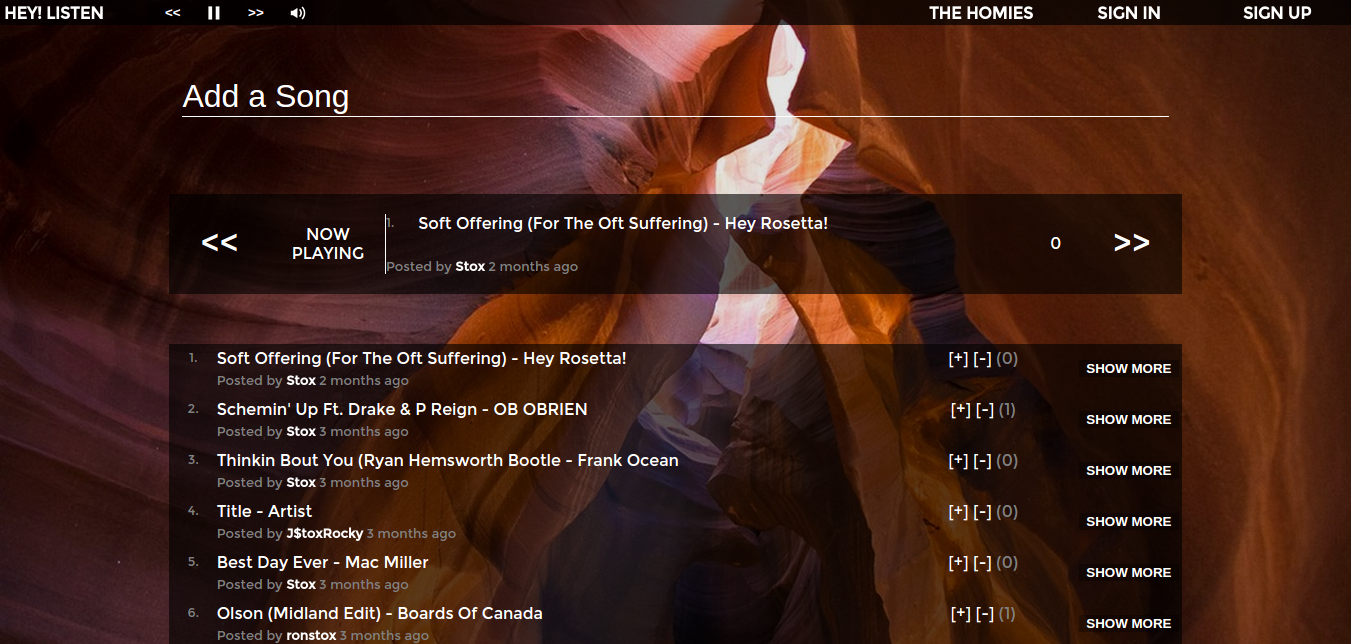 HEY! LISTEN << >> THE HOMIES SIGN IN SIGN UP
Add a Song
<< NOW PLAYING 1. Soft Offering (For The Oft Suffering) - Hey Rosetta! 0 >>
Posted by Stox 2 months ago
1. Soft Offering (For The Oft Suffering) - Hey Rosetta! [+] [-] (0) SHOW MORE
Posted by Stox 2 months ago
2. Schemin' Up Ft. Drake & P Reign - OB OBRIEN [+] [-] (1) SHOW MORE
Posted by Stox 3 months ago
3. Thinkin Bout You (Ryan Hemsworth Bootle - Frank Ocean [+] [-] (0) SHOW MORE
Posted by Stox 3 months ago
4. Title - Artist [+] [-] (0) SHOW MORE
Posted by J$toxRocky 3 months ago
5. Best Day Ever - Mac Miller [+] [-] (0) SHOW MORE
Posted by Stox 3 months ago
6. Olson (Midland Edit) - Boards Of Canada [+] [-] (1) SHOW MORE
Posted by ronstox 3 months ago